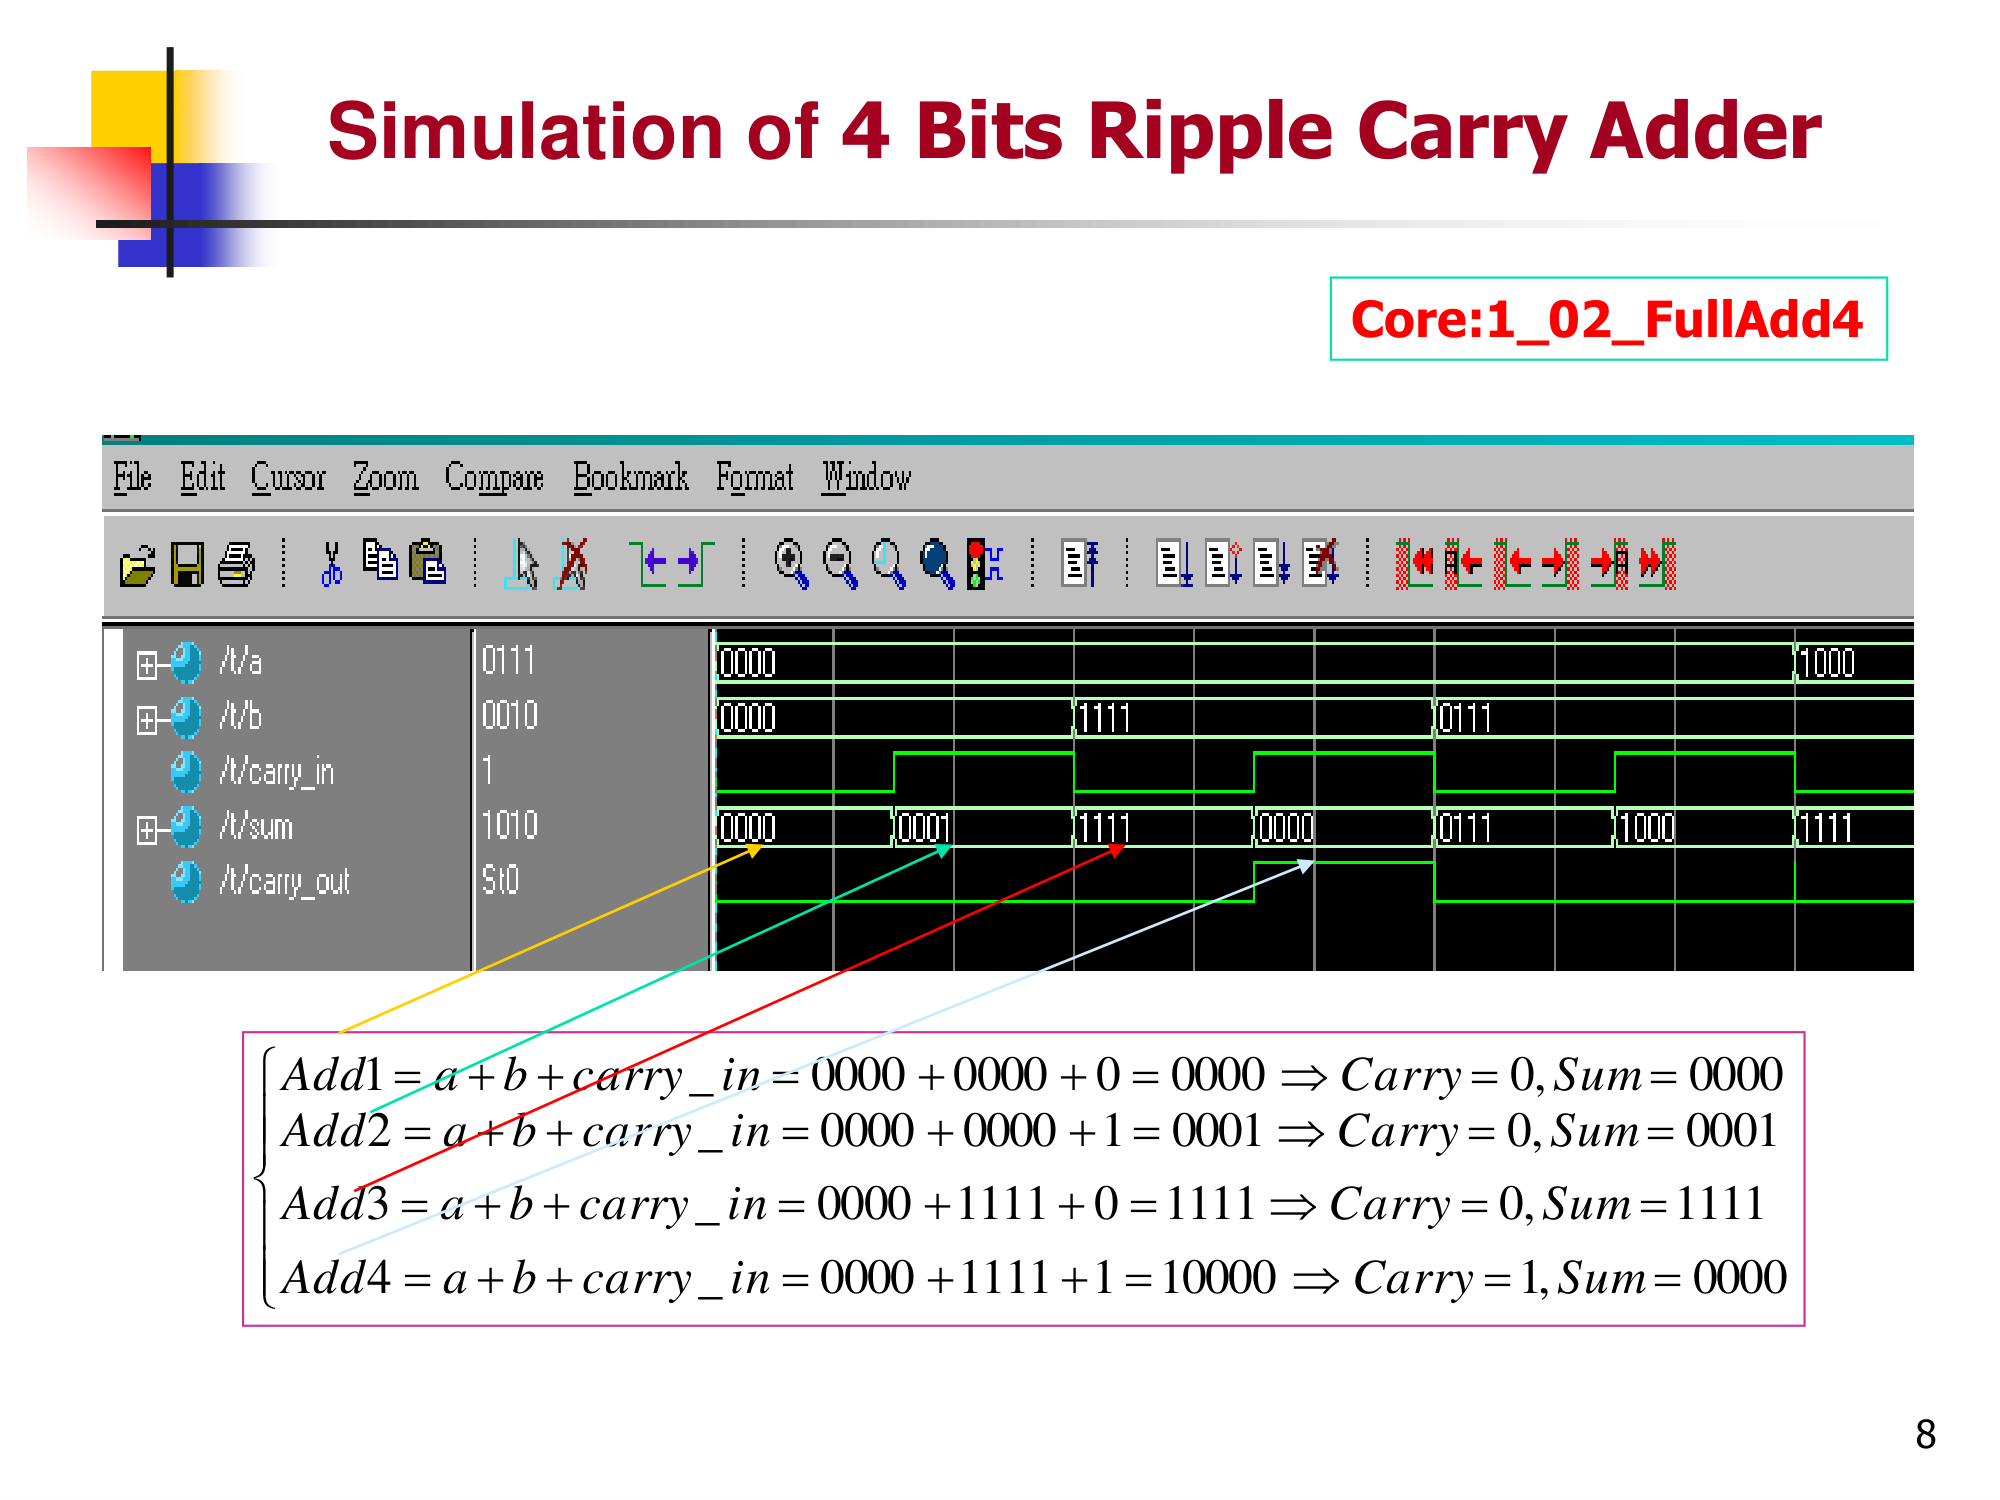 Simulation of 4 Bits Ripple Carry Adder
Core:1_02_FullAdd4
File Edit Cursor Zoom Compare Bookmark Format Window
/t/a 0111 0000 1000
/t/b 0010 0000 1111 0111
/t/carry_in 1
/t/sum 1010 0000 0001 1111 0000 0111 1000 1111
/t/carry_out St0
Add1 = a + b + carry_in = 0000 + 0000 + 0 = 0000 ⇒ Carry = 0, Sum = 0000
Add2 = a + b + carry_in = 0000 + 0000 + 1 = 0001 ⇒ Carry = 0, Sum = 0001
Add3 = a + b + carry_in = 0000 + 1111 + 0 = 1111 ⇒ Carry = 0, Sum = 1111
Add4 = a + b + carry_in = 0000 + 1111 + 1 = 10000 ⇒ Carry = 1, Sum = 0000
8